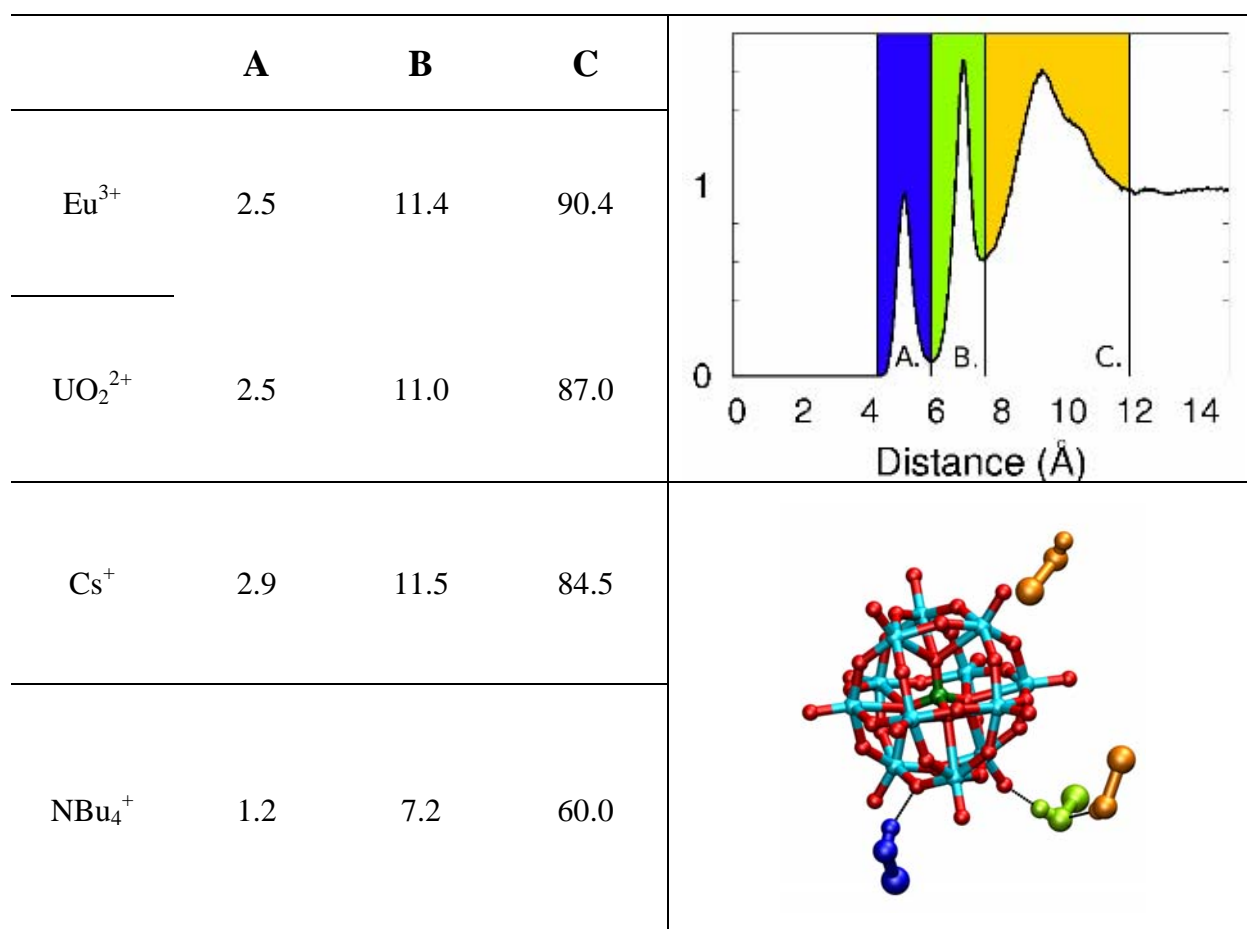 A B C
Eu³⁺ 2.5 11.4 90.4
UO₂²⁺ 2.5 11.0 87.0
Cs⁺ 2.9 11.5 84.5
NBu₄⁺ 1.2 7.2 60.0
1
A. B. C.
0
0 2 4 6 8 10 12 14
Distance (Å)